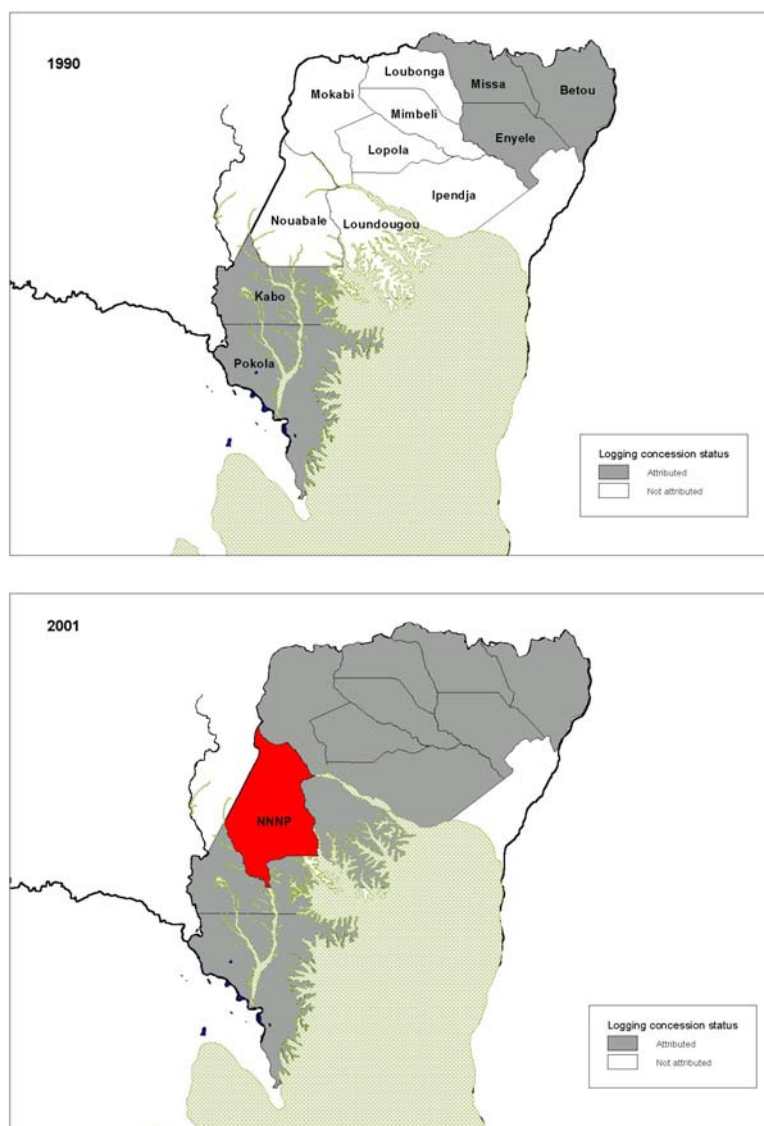 1990
Loubonga
Mokabi
Missa
Betou
Mimbeli
Enyele
Lopola
Ipendja
Nouabale
Loundougou
Kabo
Pokola
Logging concession status
Attributed
Not attributed
2001
NNNP
Logging concession status
Attributed
Not attributed